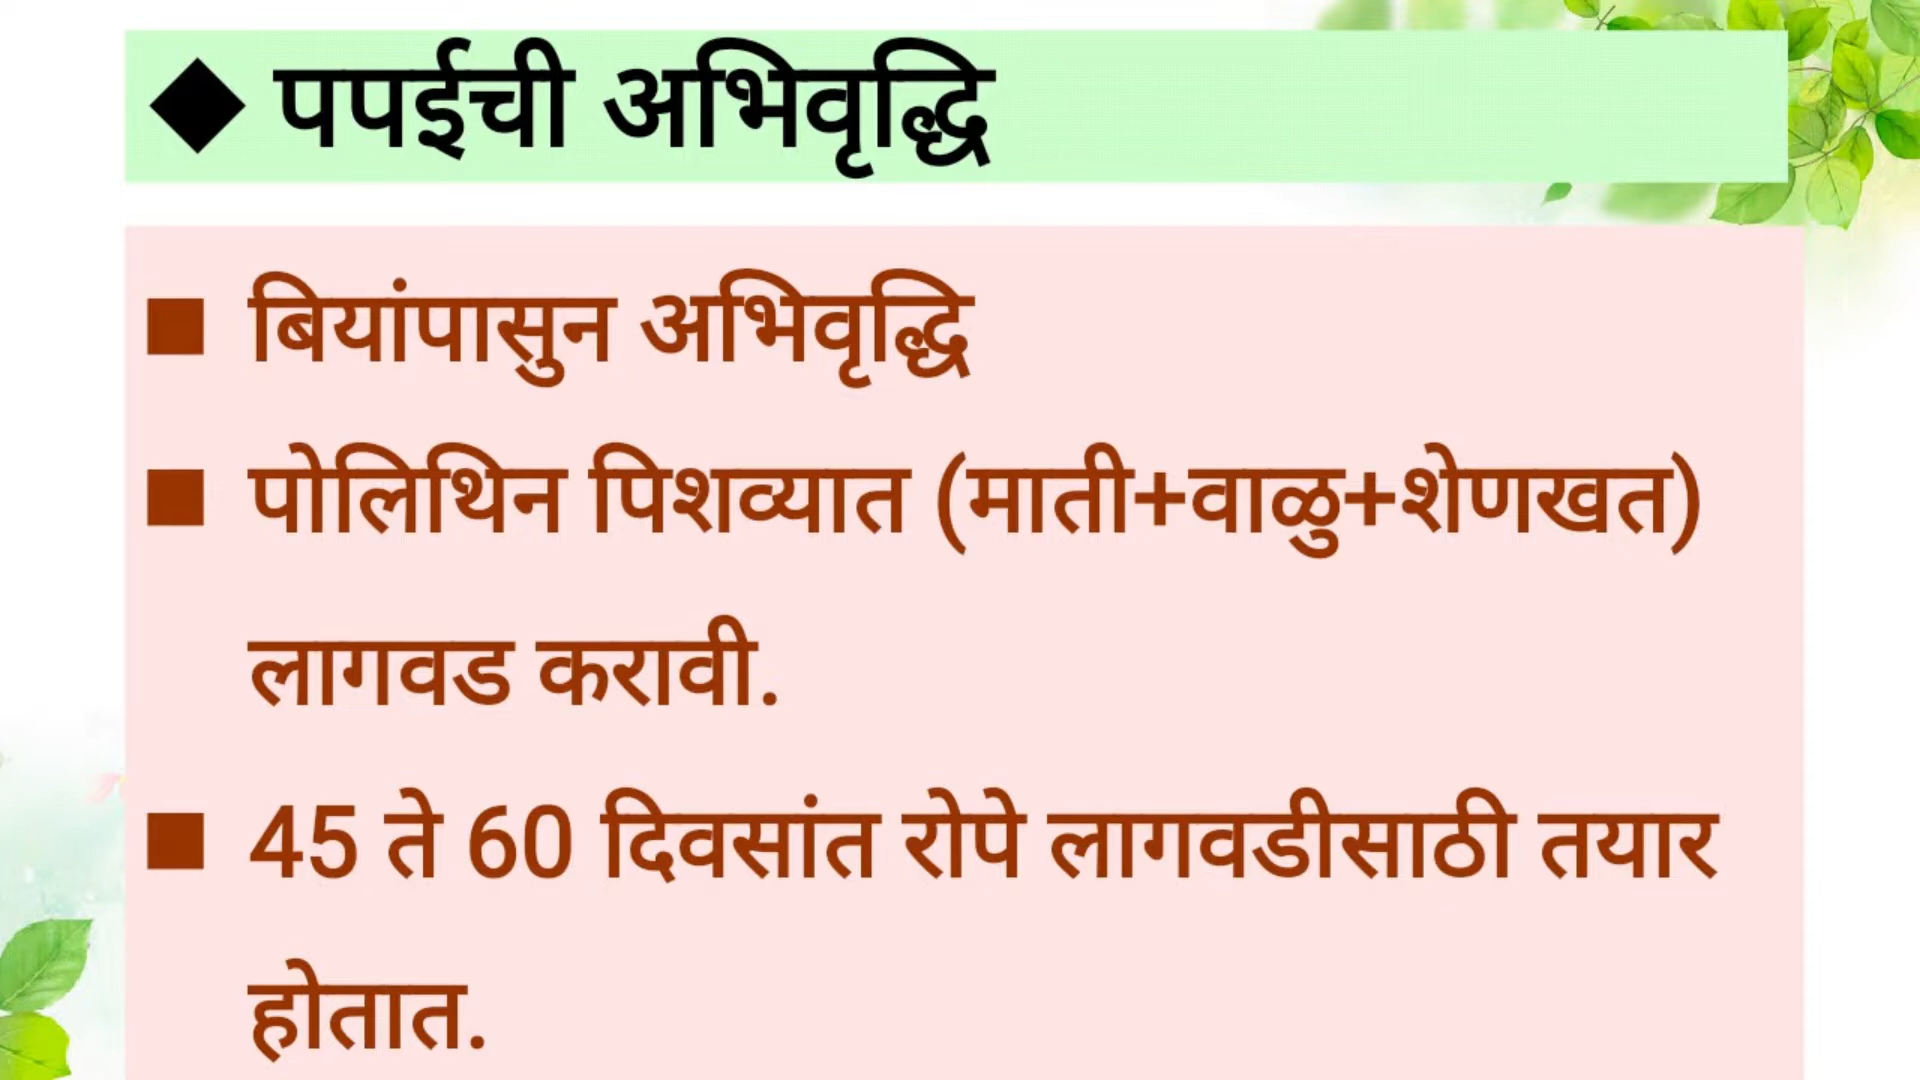 ◆ पपईची अभिवृद्धि
■ बियांपासुन अभिवृद्धि
■ पोलिथिन पिशव्यात (माती+वाळु+शेणखत)
लागवड करावी.
■ 45 ते 60 दिवसांत रोपे लागवडीसाठी तयार
होतात.